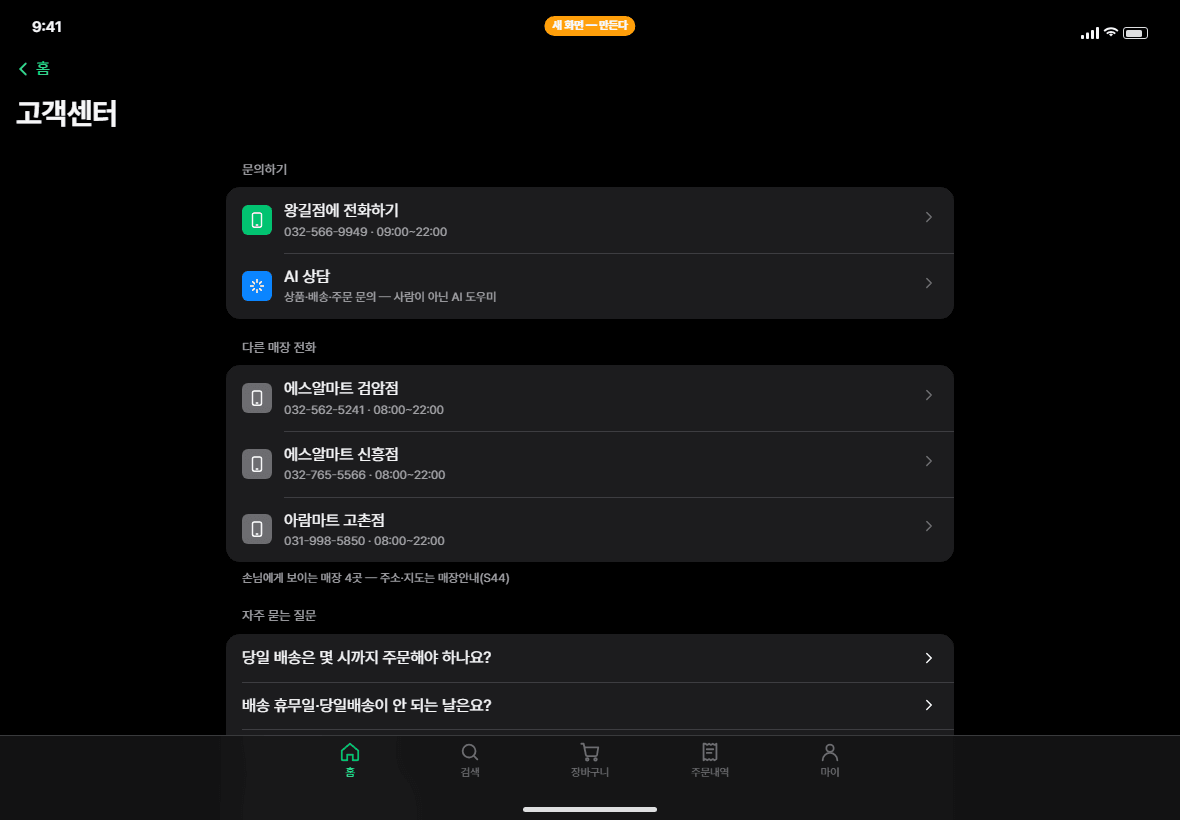 9:41
새 화면 — 만든다
홈
고객센터
문의하기
왕길점에 전화하기
032-566-9949 · 09:00~22:00
AI 상담
상품·배송·주문 문의 — 사람이 아닌 AI 도우미
다른 매장 전화
에스알마트 검암점
032-562-5241 · 08:00~22:00
에스알마트 신흥점
032-765-5566 · 08:00~22:00
아람마트 고촌점
031-998-5850 · 08:00~22:00
손님에게 보이는 매장 4곳 — 주소·지도는 매장안내(S44)
자주 묻는 질문
당일 배송은 몇 시까지 주문해야 하나요?
배송 휴무일·당일배송이 안 되는 날은요?
홈
검색
장바구니
주문내역
마이